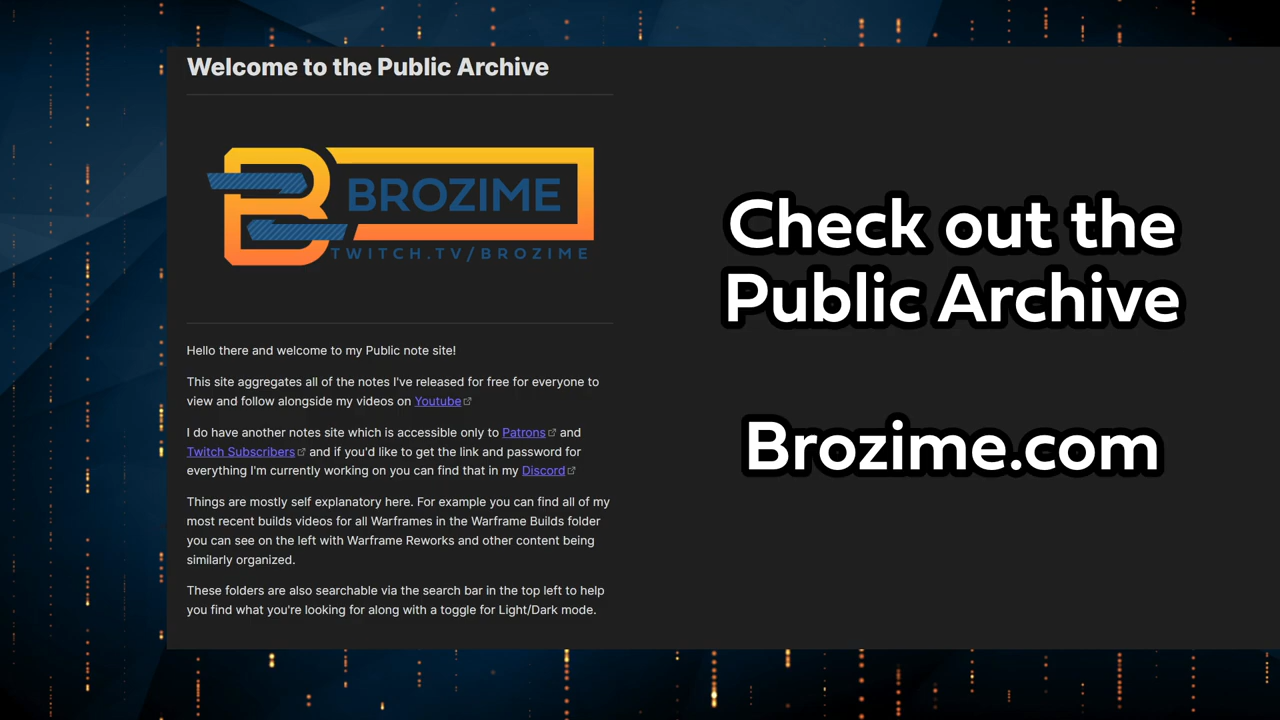 Welcome to the Public Archive
BROZIME
TWITCH.TV/BROZIME
Hello there and welcome to my Public note site!
This site aggregates all of the notes I've released for free for everyone to
view and follow alongside my videos on Youtube
I do have another notes site which is accessible only to Patrons and
Twitch Subscribers and if you'd like to get the link and password for
everything I'm currently working on you can find that in my Discord
Things are mostly self explanatory here. For example you can find all of my
most recent builds videos for all Warframes in the Warframe Builds folder
you can see on the left with Warframe Reworks and other content being
similarly organized.
These folders are also searchable via the search bar in the top left to help
you find what you're looking for along with a toggle for Light/Dark mode.
Check out the
Public Archive
Brozime.com